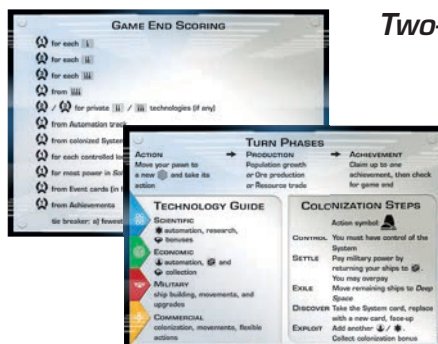 Two-
GAME END SCORING
for each I
for each II
for each III
from IIII
/ for private II / III technologies (if any)
from Automation track
from colonized System
for each controlled
for most power in Sol
from Event cards (in
from Achievements
tie breaker: a) fewest
TURN PHASES
ACTION → PRODUCTION → ACHIEVEMENT
Move your pawn to Population growth Claim up to one
a new and take its or Ore production achievement, then check
action or Resource trade for game end
TECHNOLOGY GUIDE
SCIENTIFIC
automation, research,
bonuses
ECONOMIC
automation, and
collection
MILITARY
ship building, movements, and
upgrades
COMMERCIAL
colonization, movements, flexible
actions
COLONIZATION STEPS
Action symbol
CONTROL You must have control of the
System
SETTLE Pay military power by
returning your ships to .
You may overpay
EXILE Move remaining ships to Deep
Space
DISCOVER Take the System card, replace
with a new card, face-up
EXPLOIT Add another / .
Collect colonization bonus